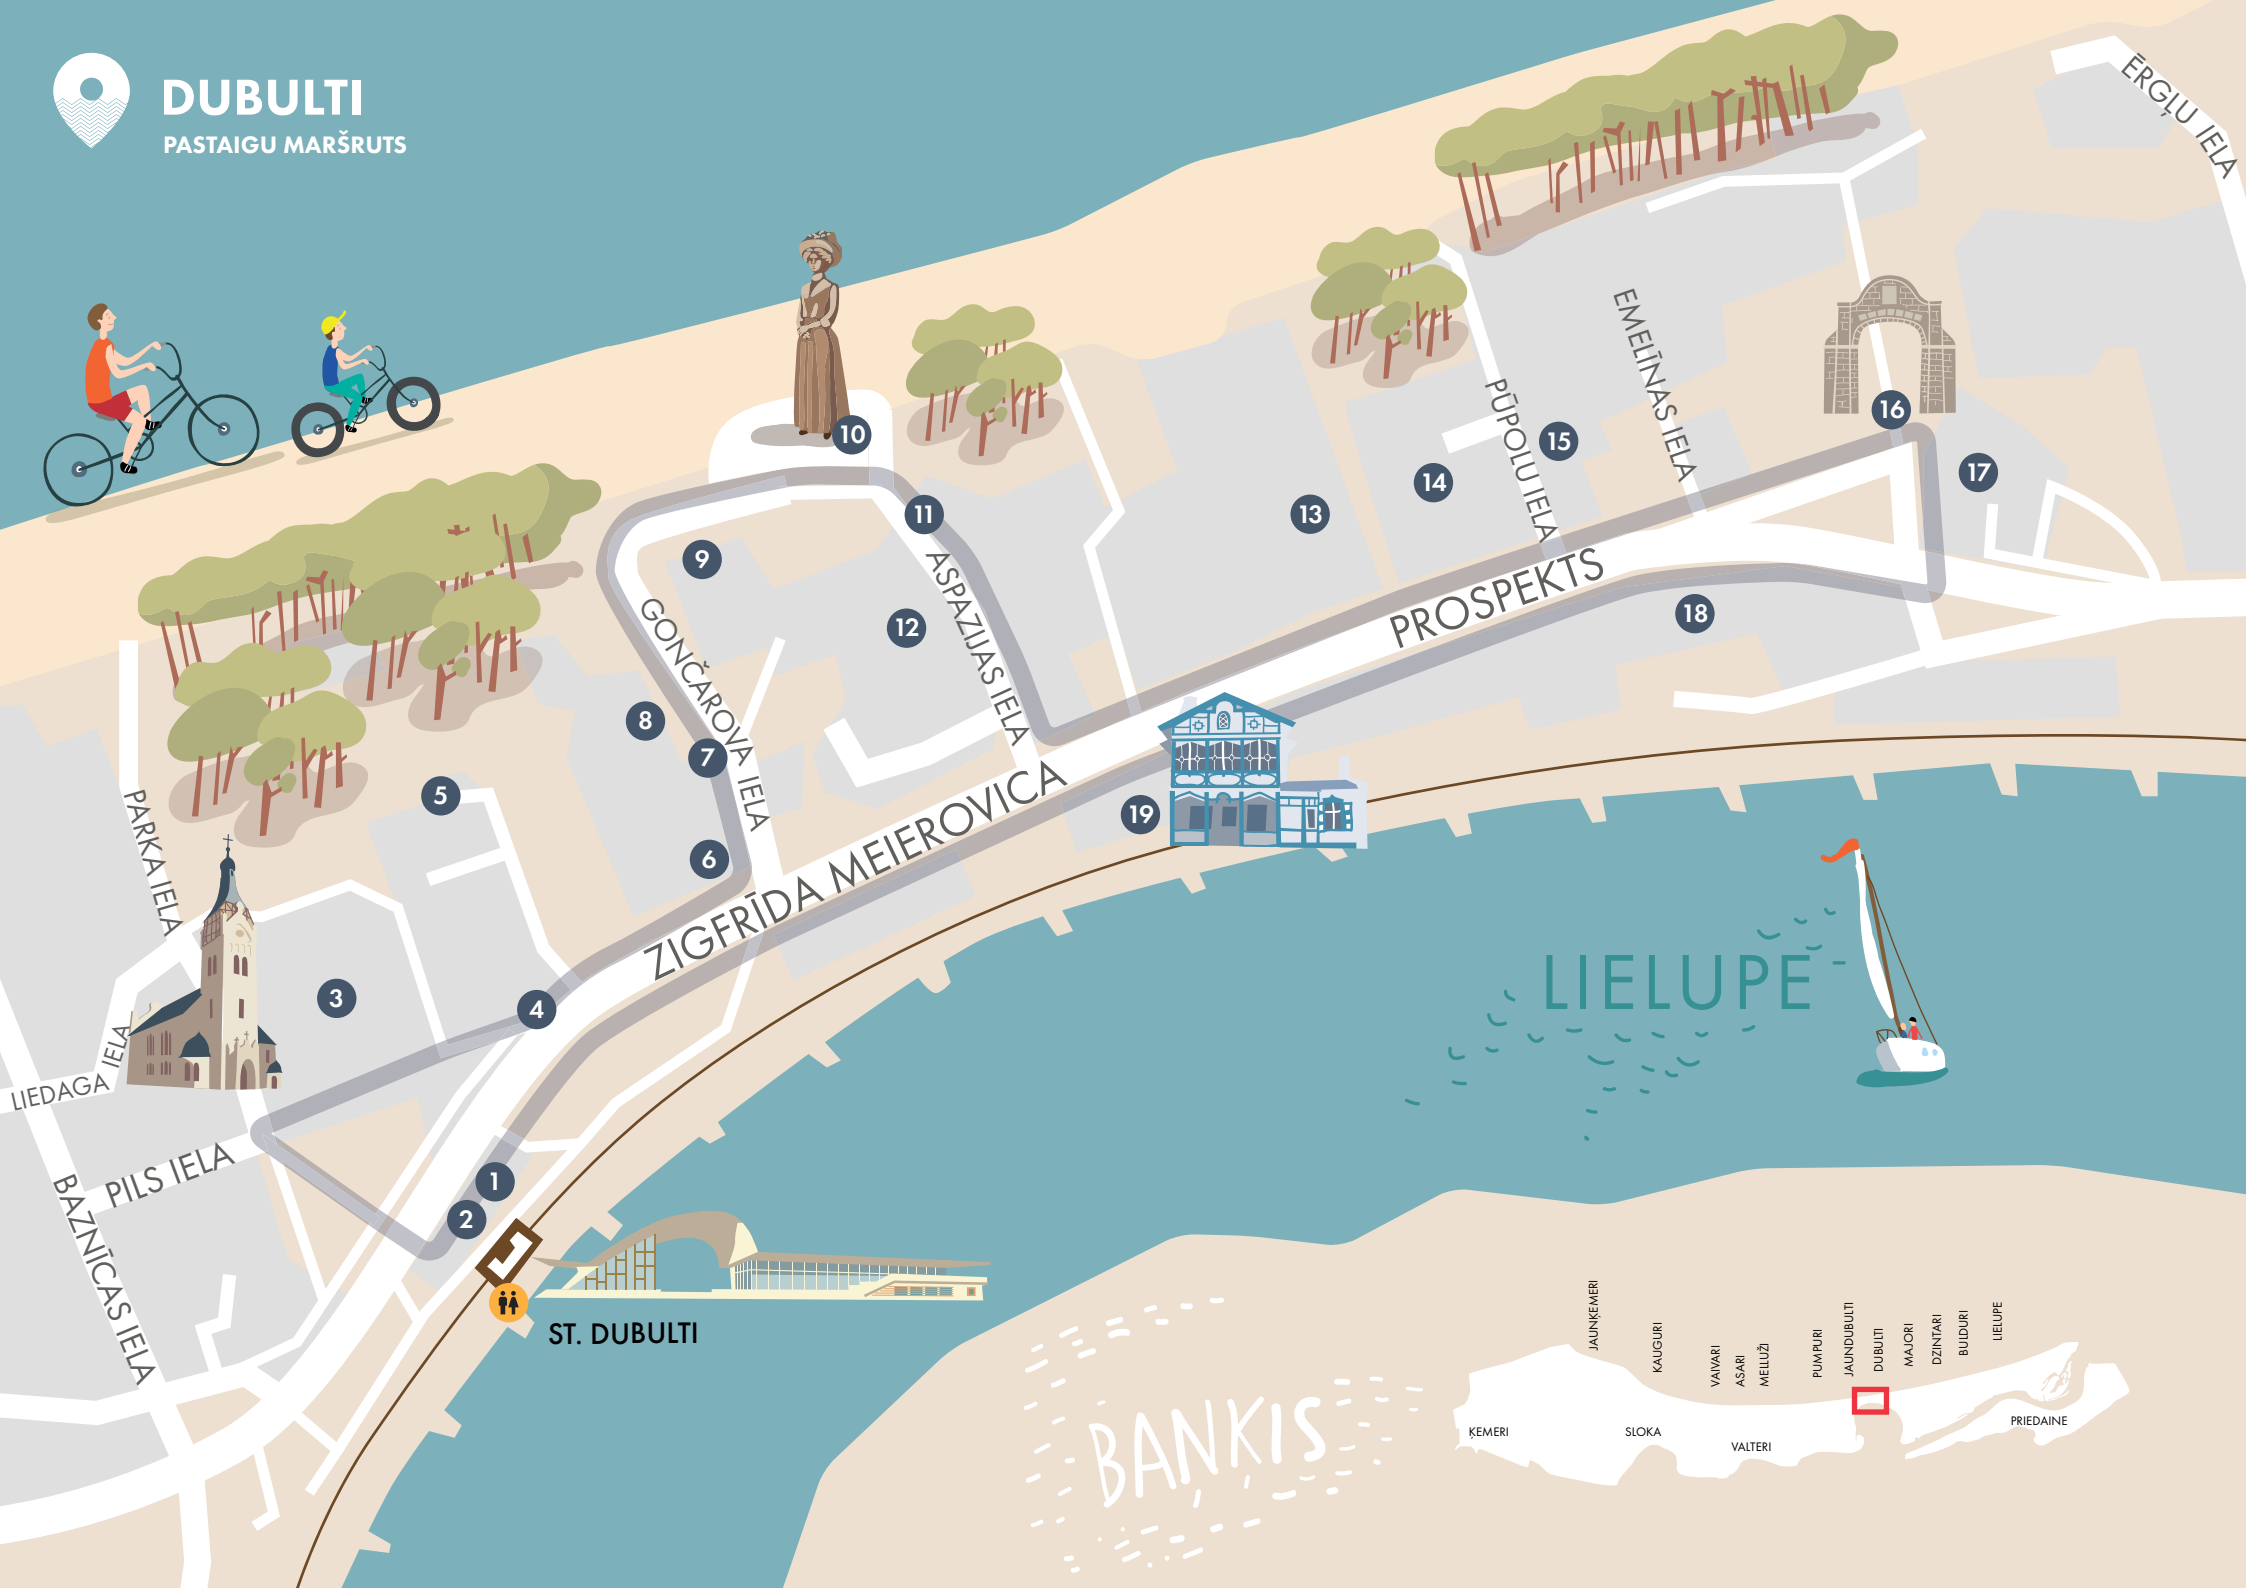 DUBULTI
PASTAIGU MARŠRUTS
ĒRGĻU IELA
EMELĪNAS IELA
PŪPOLU IELA
16
10
15
17
14
11
13
9
ASPAZIJAS IELA
PROSPEKTS
GONČAROVA IELA
12
18
8
7
5
PARKA IELA
19
6
ZIGFRĪDA MEIEROVICA
3
4
LIELUPE
LIEDAGA IELA
PILS IELA
1
2
BAZNĪCAS IELA
ST. DUBULTI
BAŅĶIS
JAUNĶEMERI
KAUGURI
VAIVARI
ASARI
MELLUŽI
PUMPURI
JAUNDUBULTI
DUBULTI
MAJORI
DZINTARI
BULDURI
LIELUPE
ĶEMERI
SLOKA
VALTERI
PRIEDAINE